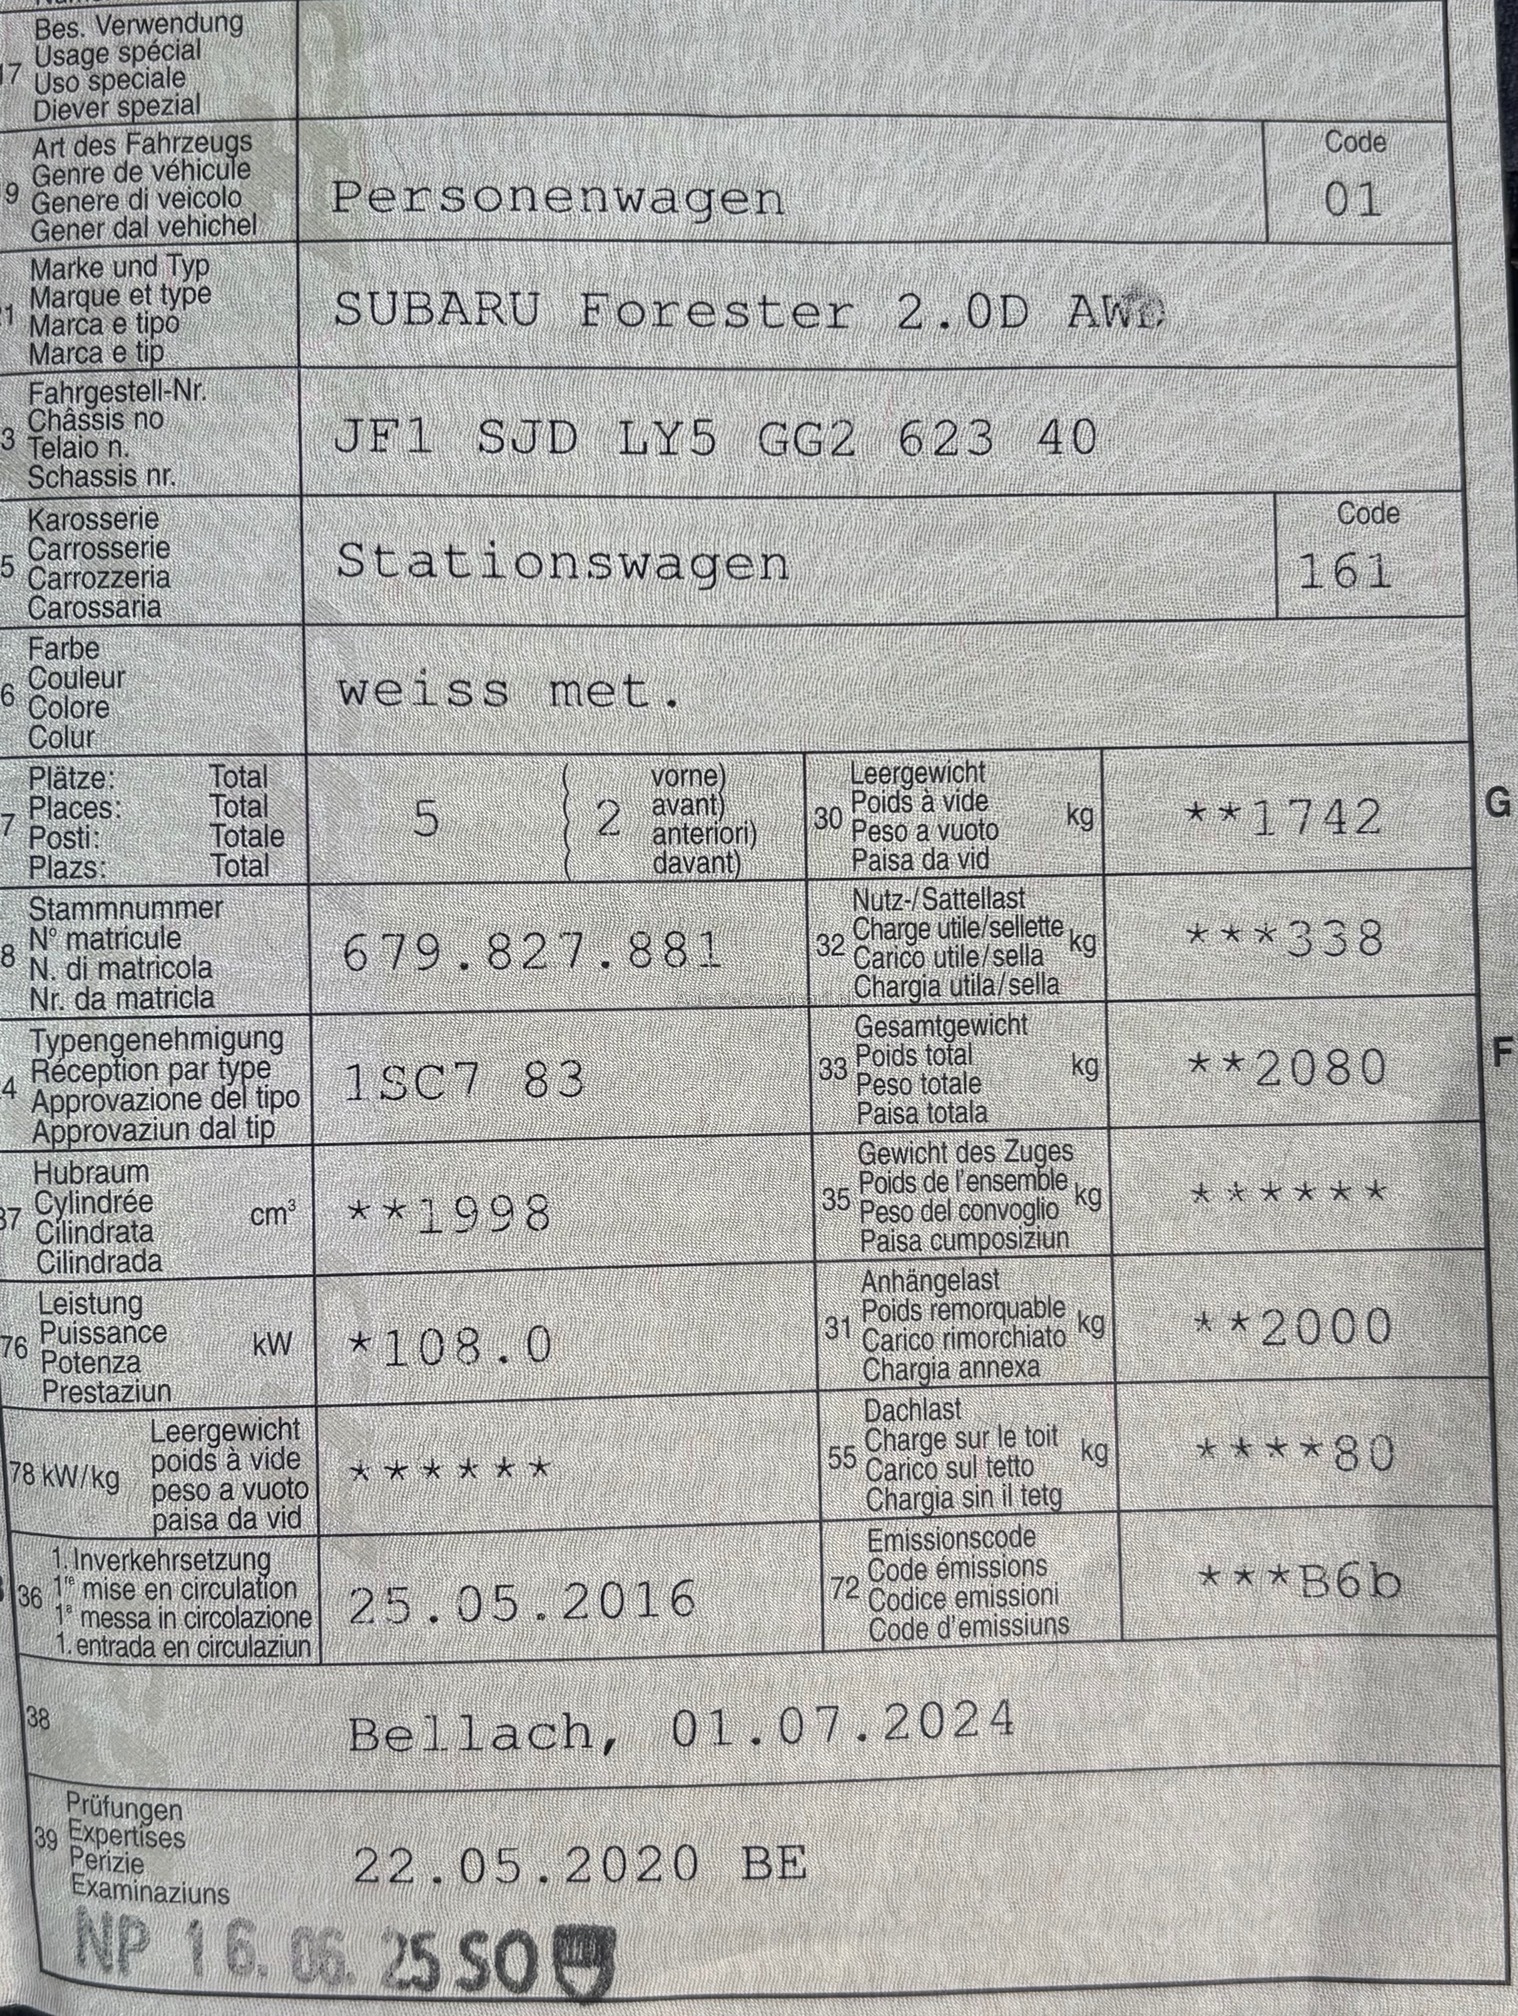 Bes. Verwendung
Usage spécial
17 Uso speciale
Diever spezial
Art des Fahrzeugs
Genre de véhicule
9 Genere di veicolo
Gener dal vehichel
Personenwagen
Code
01
Marke und Typ
Marque et type
1 Marca e tipo
Marca e tip
SUBARU Forester 2.0D AWD
Fahrgestell-Nr.
Châssis no
3 Telaio n.
Schassis nr.
JF1 SJD LY5 GG2 623 40
Karosserie
5 Carrosserie
Carrozzeria
Carossaria
Stationswagen
Code
161
Farbe
6 Couleur
Colore
Colur
weiss met.
Plätze: Total
Places: Total
7 Posti: Totale
Plazs: Total
5 ( 2 vorne)
avant)
anteriori)
davant)
Leergewicht
30 Poids à vide kg
Peso a vuoto
Paisa da vid
**1742
G
Stammnummer
8 N° matricule
N. di matricola
Nr. da matricla
679.827.881
Nutz-/Sattellast
32 Charge utile/sellette kg
Carico utile/sella
Chargia utila/sella
***338
Typengenehmigung
4 Réception par type
Approvazione del tipo
Approvaziun dal tip
1SC7 83
Gesamtgewicht
33 Poids total kg
Peso totale
Paisa totala
**2080
F
Hubraum
37 Cylindrée cm³
Cilindrata
Cilindrada
**1998
Gewicht des Zuges
35 Poids de l'ensemble kg
Peso del convoglio
Paisa cumposiziun
******
Leistung
76 Puissance kW
Potenza
Prestaziun
*108.0
Anhängelast
31 Poids remorquable kg
Carico rimorchiato
Chargia annexa
**2000
Leergewicht
78 kW/kg poids à vide
peso a vuoto
paisa da vid
******
Dachlast
55 Charge sur le toit kg
Carico sul tetto
Chargia sin il tetg
****80
1. Inverkehrsetzung
36 1re mise en circulation
1a messa in circolazione
1. entrada en circulaziun
25.05.2016
Emissionscode
72 Code émissions
Codice emissioni
Code d'emissiuns
***B6b
38
Bellach, 01.07.2024
Prüfungen
39 Expertises
Perizie
Examinaziuns
22.05.2020 BE
NP 16.06.25 SO